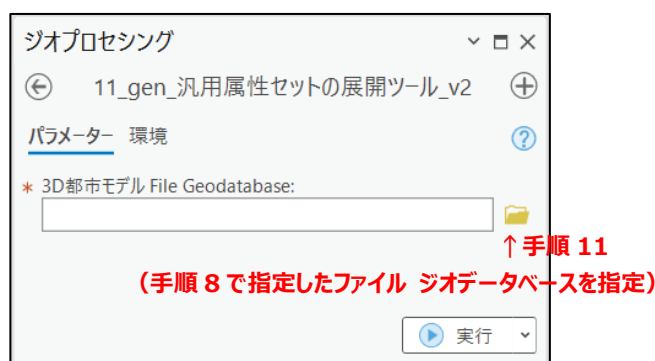 ジオプロセシング
11_gen_汎用属性セットの展開ツール_v2
パラメーター 環境
* 3D都市モデル File Geodatabase:
↑手順 11
（手順 8 で指定したファイル ジオデータベースを指定）
実行